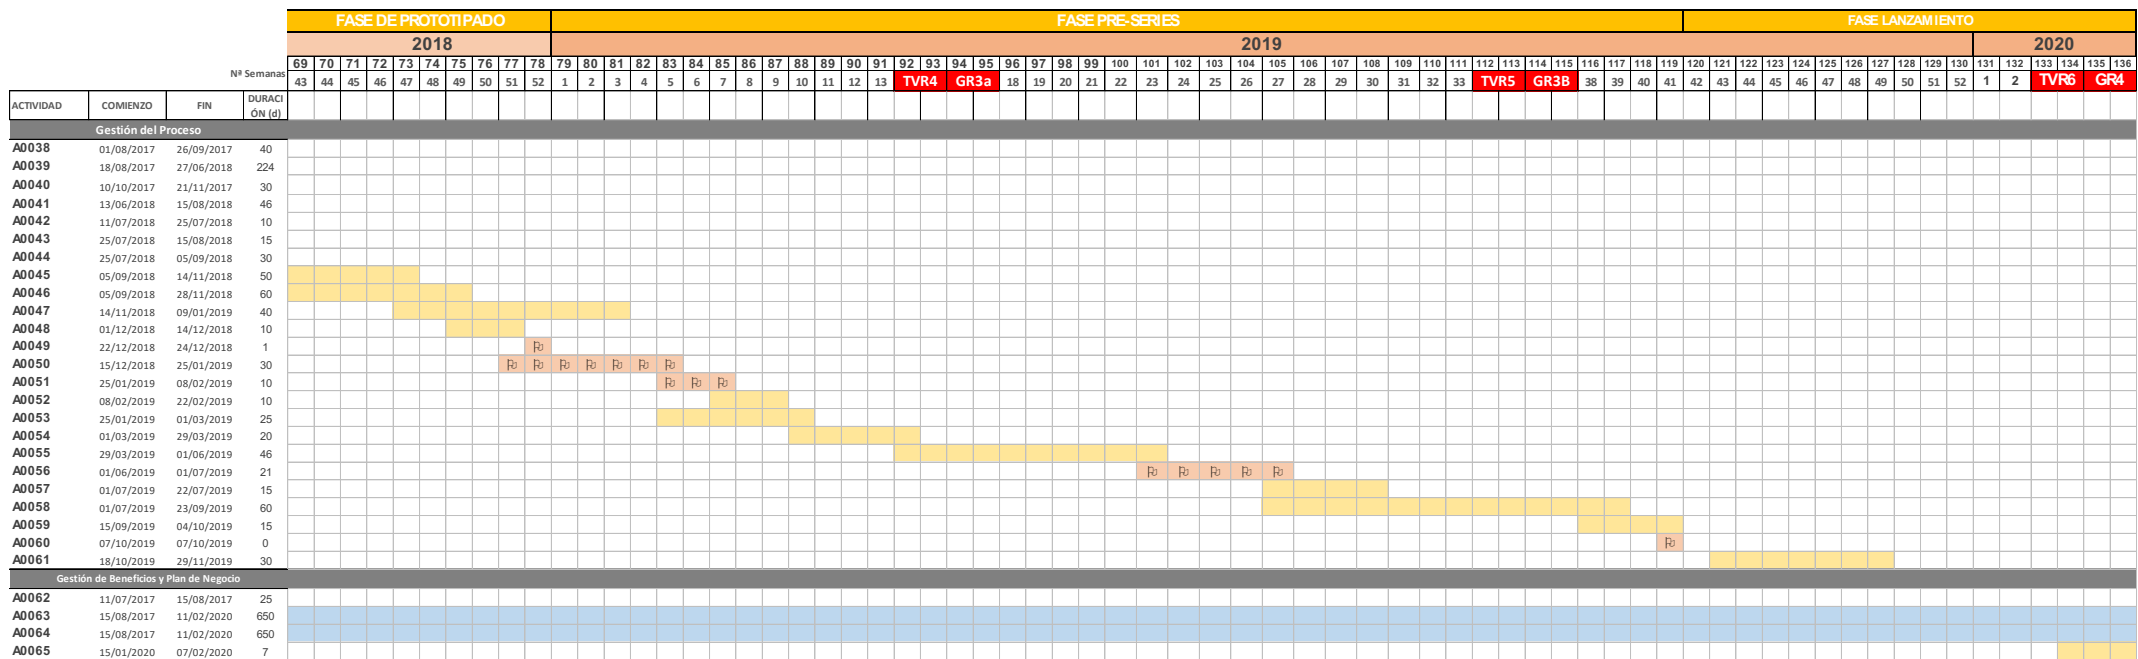 FASE DE PROTOTIPADO FASE PRE-SERIES FASE LANZAMIENTO
2018 2019 2020
69 70 71 72 73 74 75 76 77 78 79 80 81 82 83 84 85 86 87 88 89 90 91 92 93 94 95 96 97 98 99 100 101 102 103 104 105 106 107 108 109 110 111 112 113 114 115 116 117 118 119 120 121 122 123 124 125 126 127 128 129 130 131 132 133 134 135 136
Nª Semanas 43 44 45 46 47 48 49 50 51 52 1 2 3 4 5 6 7 8 9 10 11 12 13 TVR4 GR3a 18 19 20 21 22 23 24 25 26 27 28 29 30 31 32 33 TVR5 GR3B 38 39 40 41 42 43 44 45 46 47 48 49 50 51 52 1 2 TVR6 GR4
ACTIVIDAD COMIENZO FIN DURACI
ÓN (d)
Gestión del Proceso
A0038 01/08/2017 26/09/2017 40
A0039 18/08/2017 27/06/2018 224
A0040 10/10/2017 21/11/2017 30
A0041 13/06/2018 15/08/2018 46
A0042 11/07/2018 25/07/2018 10
A0043 25/07/2018 15/08/2018 15
A0044 25/07/2018 05/09/2018 30
A0045 05/09/2018 14/11/2018 50
A0046 05/09/2018 28/11/2018 60
A0047 14/11/2018 09/01/2019 40
A0048 01/12/2018 14/12/2018 10
A0049 22/12/2018 24/12/2018 1
A0050 15/12/2018 25/01/2019 30
A0051 25/01/2019 08/02/2019 10
A0052 08/02/2019 22/02/2019 10
A0053 25/01/2019 01/03/2019 25
A0054 01/03/2019 29/03/2019 20
A0055 29/03/2019 01/06/2019 46
A0056 01/06/2019 01/07/2019 21
A0057 01/07/2019 22/07/2019 15
A0058 01/07/2019 23/09/2019 60
A0059 15/09/2019 04/10/2019 15
A0060 07/10/2019 07/10/2019 0
A0061 18/10/2019 29/11/2019 30
Gestión de Beneficios y Plan de Negocio
A0062 11/07/2017 15/08/2017 25
A0063 15/08/2017 11/02/2020 650
A0064 15/08/2017 11/02/2020 650
A0065 15/01/2020 07/02/2020 7